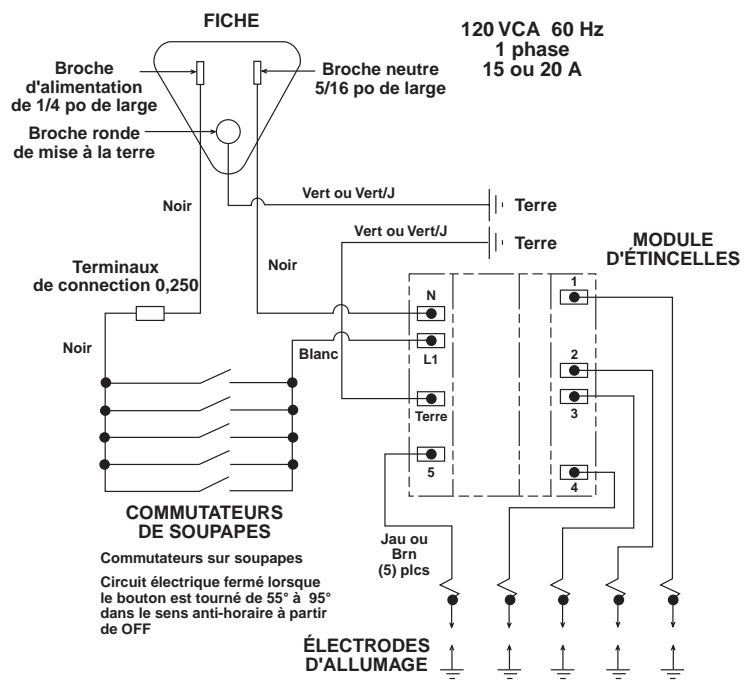 FICHE
120 VCA 60 Hz
1 phase
15 ou 20 A
Broche
d'alimentation
de 1/4 po de large
Broche neutre
5/16 po de large
Broche ronde
de mise à la terre
Noir
Vert ou Vert/J
Terre
Vert ou Vert/J
Terre
Noir
MODULE
D'ÉTINCELLES
Terminaux
de connection 0,250
Noir
Blanc
N
L1
Terre
5
1
2
3
4
COMMUTATEURS
DE SOUPAPES
Commutateurs sur soupapes
Circuit électrique fermé lorsque
le bouton est tourné de 55° à 95°
dans le sens anti-horaire à partir
de OFF
Jau ou
Brn
(5) plcs
ÉLECTRODES
D'ALLUMAGE